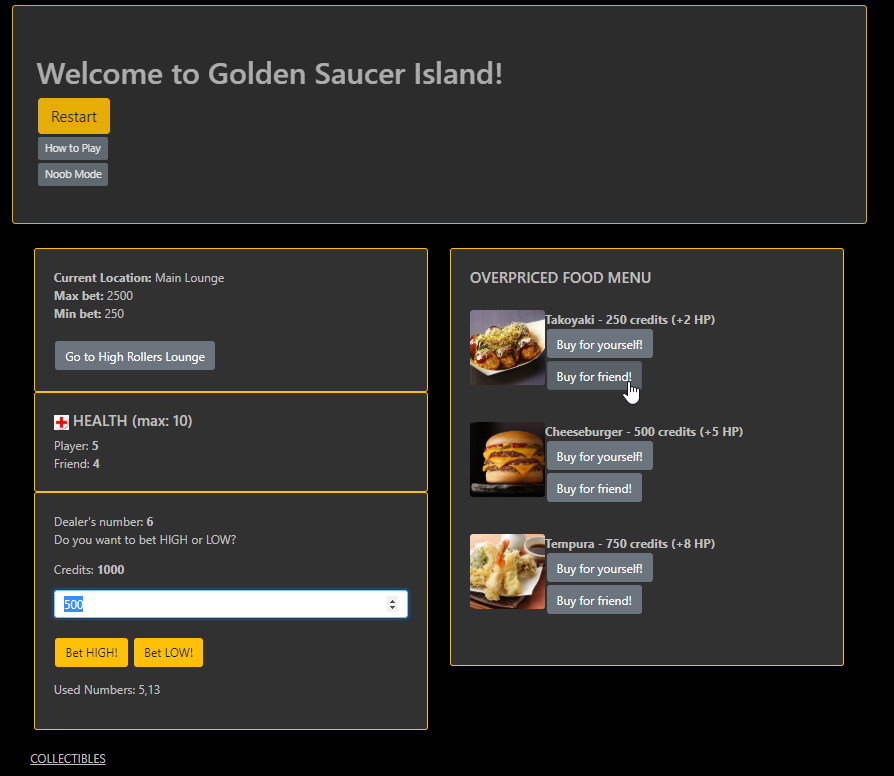 Welcome to Golden Saucer Island!
Restart
How to Play
Noob Mode
Current Location: Main Lounge
Max bet: 2500
Min bet: 250
Go to High Rollers Lounge
HEALTH (max: 10)
Player: 5
Friend: 4
Dealer's number: 6
Do you want to bet HIGH or LOW?
Credits: 1000
500
Bet HIGH!
Bet LOW!
Used Numbers: 5,13
OVERPRICED FOOD MENU
Takoyaki - 250 credits (+2 HP)
Buy for yourself!
Buy for friend!
Cheeseburger - 500 credits (+5 HP)
Buy for yourself!
Buy for friend!
Tempura - 750 credits (+8 HP)
Buy for yourself!
Buy for friend!
COLLECTIBLES